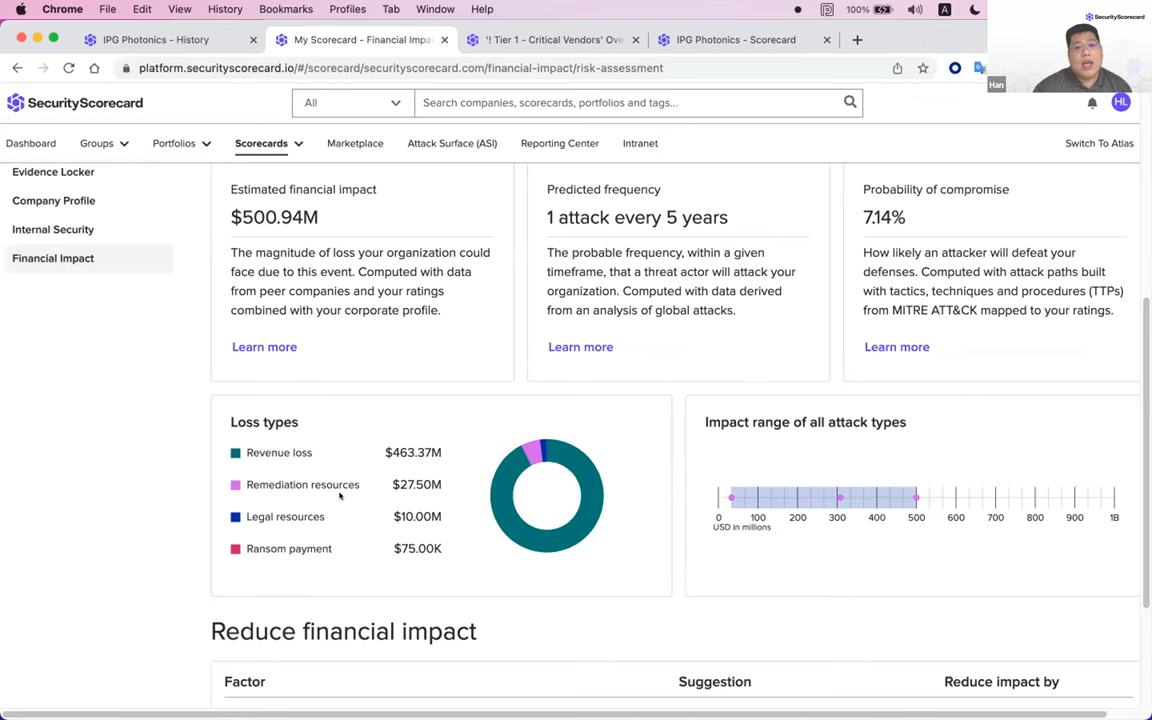 Chrome File Edit View History Bookmarks Profiles Tab Window Help 100% A
SecurityScorecard
IPG Photonics - History
My Scorecard - Financial Impa
'! Tier 1 - Critical Vendors' Ove
IPG Photonics - Scorecard
platform.securityscorecard.io/#/scorecard/securityscorecard.com/financial-impact/risk-assessment
Han
SecurityScorecard
All
Search companies, scorecards, portfolios and tags...
HL
Dashboard Groups Portfolios Scorecards Marketplace Attack Surface (ASI) Reporting Center Intranet Switch To Atlas
Evidence Locker
Company Profile
Internal Security
Financial Impact
Estimated financial impact
$500.94M
The magnitude of loss your organization could
face due to this event. Computed with data
from peer companies and your ratings
combined with your corporate profile.
Learn more
Predicted frequency
1 attack every 5 years
The probable frequency, within a given
timeframe, that a threat actor will attack your
organization. Computed with data derived
from an analysis of global attacks.
Learn more
Probability of compromise
7.14%
How likely an attacker will defeat your
defenses. Computed with attack paths built
with tactics, techniques and procedures (TTPs)
from MITRE ATT&CK mapped to your ratings.
Learn more
Loss types
Revenue loss $463.37M
Remediation resources $27.50M
Legal resources $10.00M
Ransom payment $75.00K
Impact range of all attack types
0 100 200 300 400 500 600 700 800 900 1B
USD in millions
Reduce financial impact
Factor Suggestion Reduce impact by